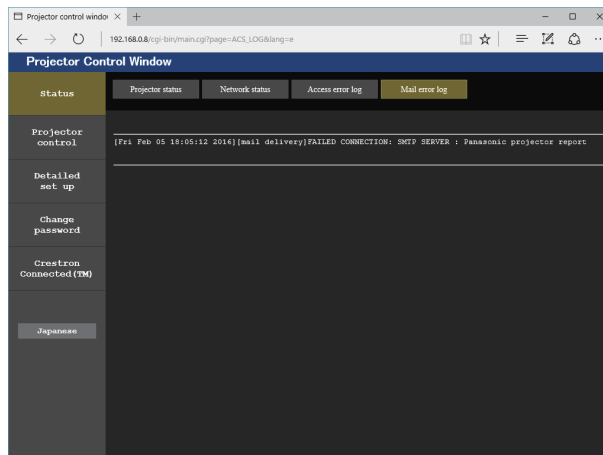 Projector control windo
192.168.0.8/cgi-bin/main.cgi?page=ACS_LOG&lang=e
Projector Control Window
Status
Projector status
Network status
Access error log
Mail error log
[Fri Feb 05 18:05:12 2016][mail delivery]FAILED CONNECTION: SMTP SERVER : Panasonic projector report
Projector
control
Detailed
set up
Change
password
Crestron
Connected(TM)
Japanese